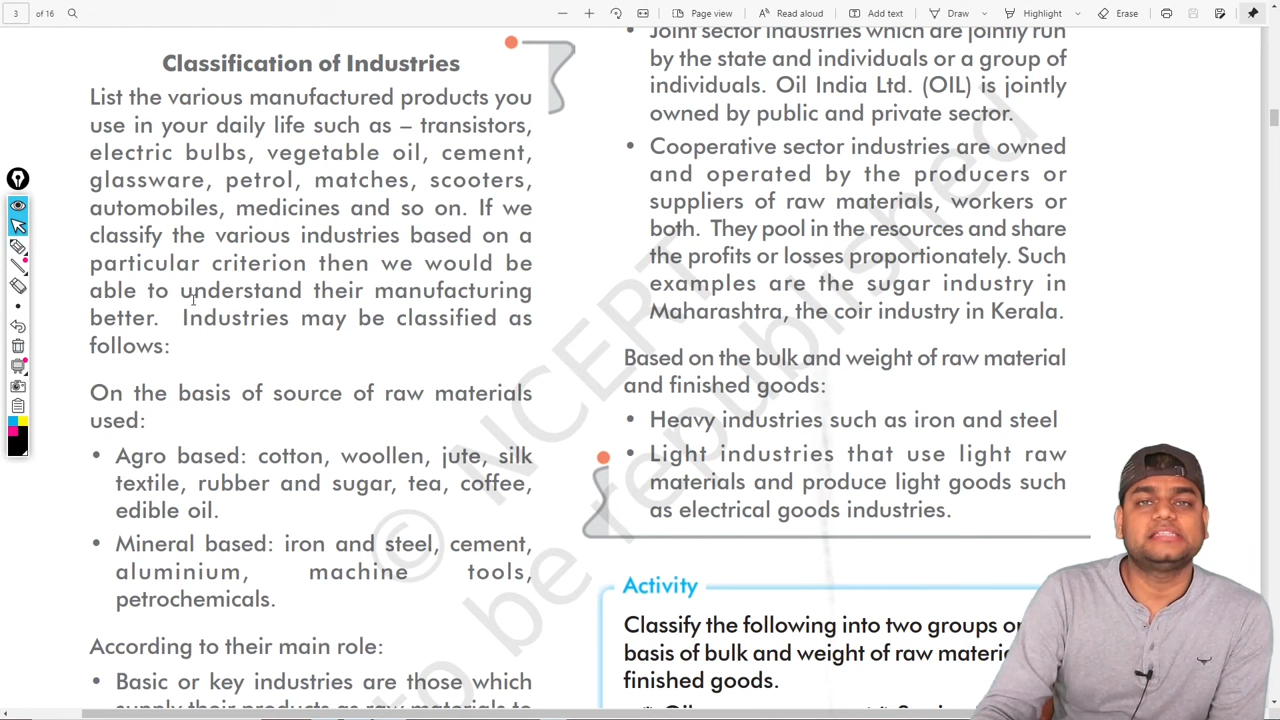 3 of 16
Page view
Read aloud
Add text
Draw
Highlight
Erase
Classification of Industries
List the various manufactured products you
use in your daily life such as – transistors,
electric bulbs, vegetable oil, cement,
glassware, petrol, matches, scooters,
automobiles, medicines and so on. If we
classify the various industries based on a
particular criterion then we would be
able to understand their manufacturing
better. Industries may be classified as
follows:
On the basis of source of raw materials
used:
• Agro based: cotton, woollen, jute, silk
textile, rubber and sugar, tea, coffee,
edible oil.
• Mineral based: iron and steel, cement,
aluminium, machine tools,
petrochemicals.
According to their main role:
• Basic or key industries are those which
supply their products as raw materials to
• Joint sector industries which are jointly run
by the state and individuals or a group of
individuals. Oil India Ltd. (OIL) is jointly
owned by public and private sector.
• Cooperative sector industries are owned
and operated by the producers or
suppliers of raw materials, workers or
both. They pool in the resources and share
the profits or losses proportionately. Such
examples are the sugar industry in
Maharashtra, the coir industry in Kerala.
Based on the bulk and weight of raw material
and finished goods:
• Heavy industries such as iron and steel
• Light industries that use light raw
materials and produce light goods such
as electrical goods industries.
Activity
Classify the following into two groups
basis of bulk and weight of raw
finished goods.
© NCERT
to be republished